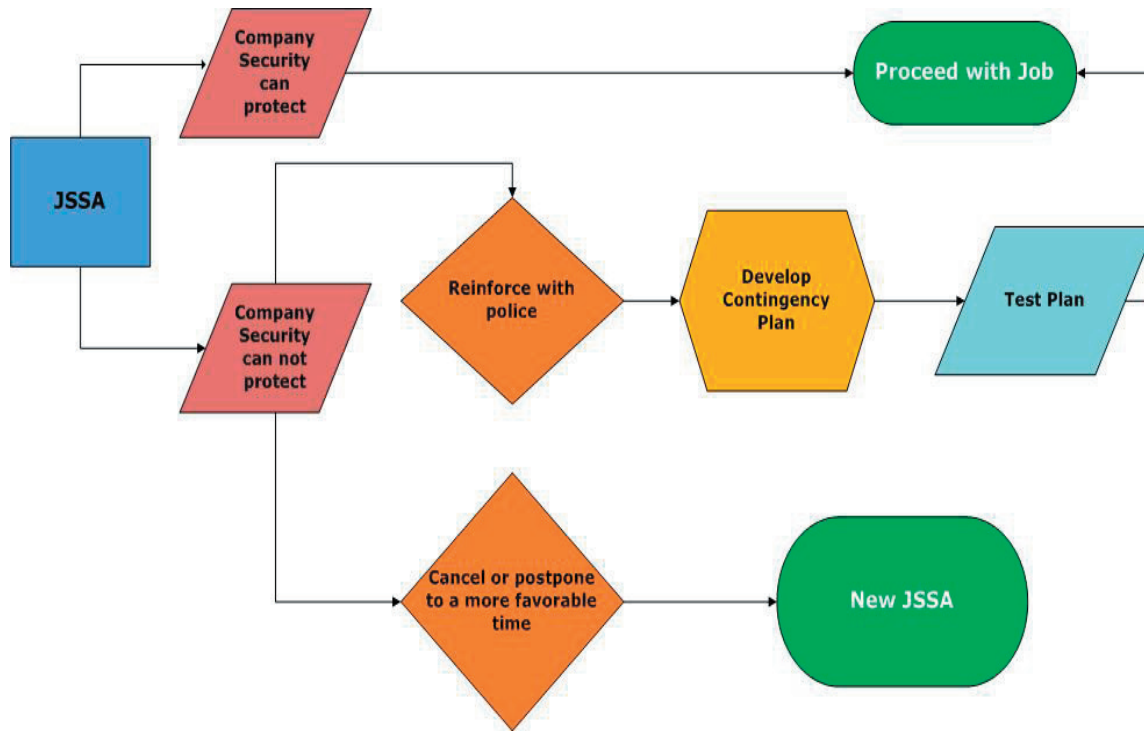 Company
Security
can
protect
Proceed with Job
JSSA
Reinforce with
police
Develop
Contingency
Plan
Test Plan
Company
Security
can not
protect
Cancel or postpone
to a more favorable
time
New JSSA